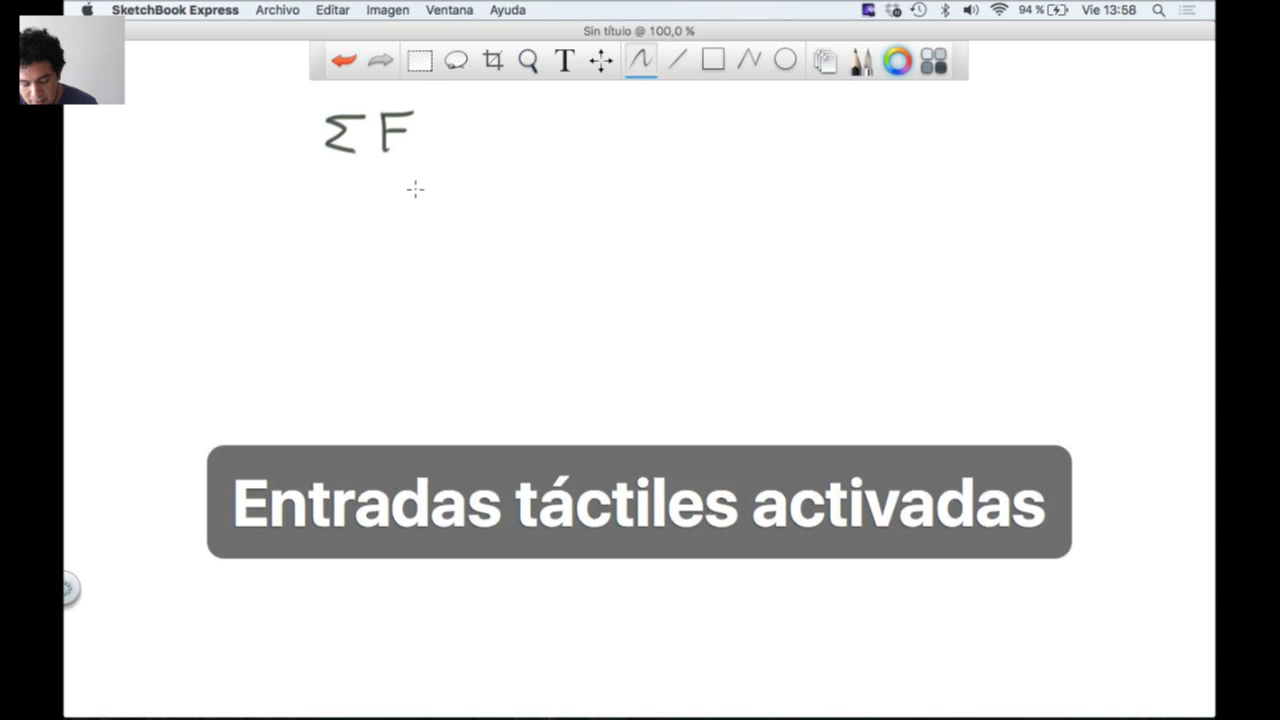 SketchBook Express Archivo Editar Imagen Ventana Ayuda 94 % Vie 13:58
Sin título @ 100,0 %
T
Σ F
Entradas táctiles activadas